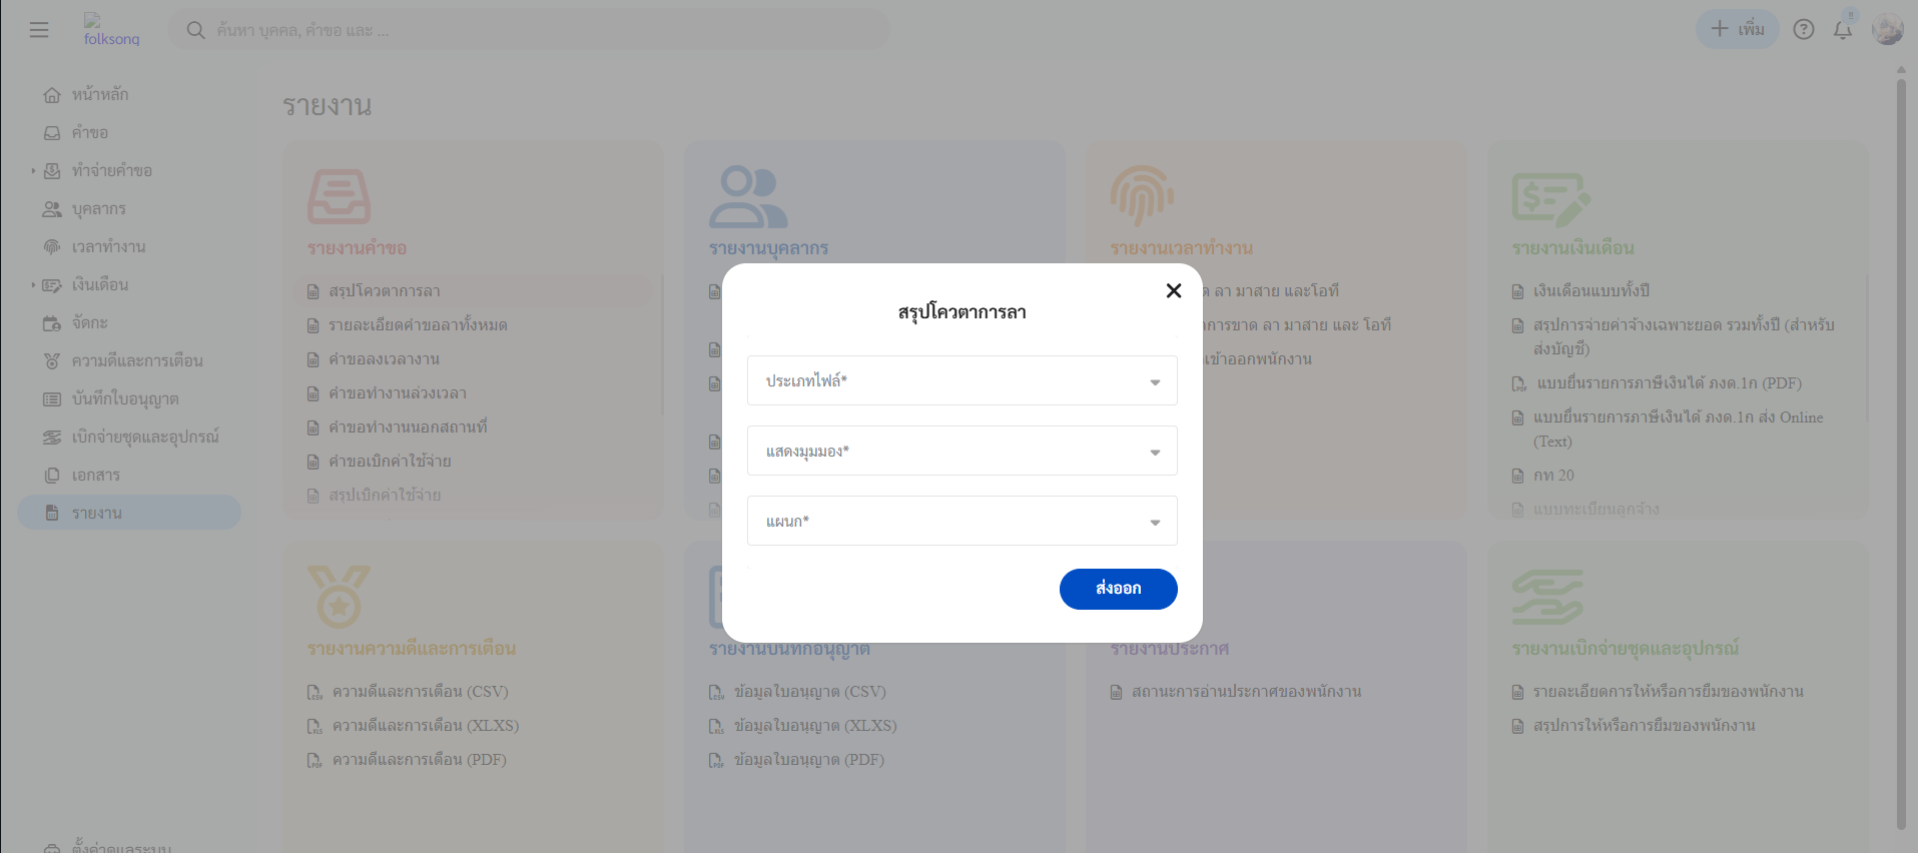 folksong
ค้นหา บุคคล, คำขอ และ ...
เพิ่ม
หน้าหลัก
คำขอ
ทำจ่ายคำขอ
บุคลากร
เวลาทำงาน
เงินเดือน
จัดกะ
ความดีและการเตือน
บันทึกใบอนุญาต
เบิกจ่ายชุดและอุปกรณ์
เอกสาร
รายงาน
ตั้งค่าดูแลระบบ
รายงาน
รายงานคำขอ
สรุปโควตาการลา
รายละเอียดคำขอลาทั้งหมด
คำขอลงเวลางาน
คำขอทำงานล่วงเวลา
คำขอทำงานนอกสถานที่
คำขอเบิกค่าใช้จ่าย
สรุปเบิกค่าใช้จ่าย
รายงานบุคลากร
รายงานเวลาทำงาน
ด ลา มาสาย และโอที
การขาด ลา มาสาย และ โอที
เข้าออกพนักงาน
รายงานเงินเดือน
เงินเดือนแบบทั้งปี
สรุปการจ่ายค่าจ้างเฉพาะยอด รวมทั้งปี (สำหรับ
ส่งบัญชี)
แบบยื่นรายการภาษีเงินได้ ภงด.1ก (PDF)
แบบยื่นรายการภาษีเงินได้ ภงด.1ก ส่ง Online
(Text)
กท 20
แบบทะเบียนลูกจ้าง
สรุปโควตาการลา
ประเภทไฟล์*
แสดงมุมมอง*
แผนก*
ส่งออก
รายงานความดีและการเตือน
ความดีและการเตือน (CSV)
ความดีและการเตือน (XLXS)
ความดีและการเตือน (PDF)
รายงานบันทึกอนุญาต
ข้อมูลใบอนุญาต (CSV)
ข้อมูลใบอนุญาต (XLXS)
ข้อมูลใบอนุญาต (PDF)
รายงานประกาศ
สถานะการอ่านประกาศของพนักงาน
รายงานเบิกจ่ายชุดและอุปกรณ์
รายละเอียดการให้หรือการยืมของพนักงาน
สรุปการให้หรือการยืมของพนักงาน